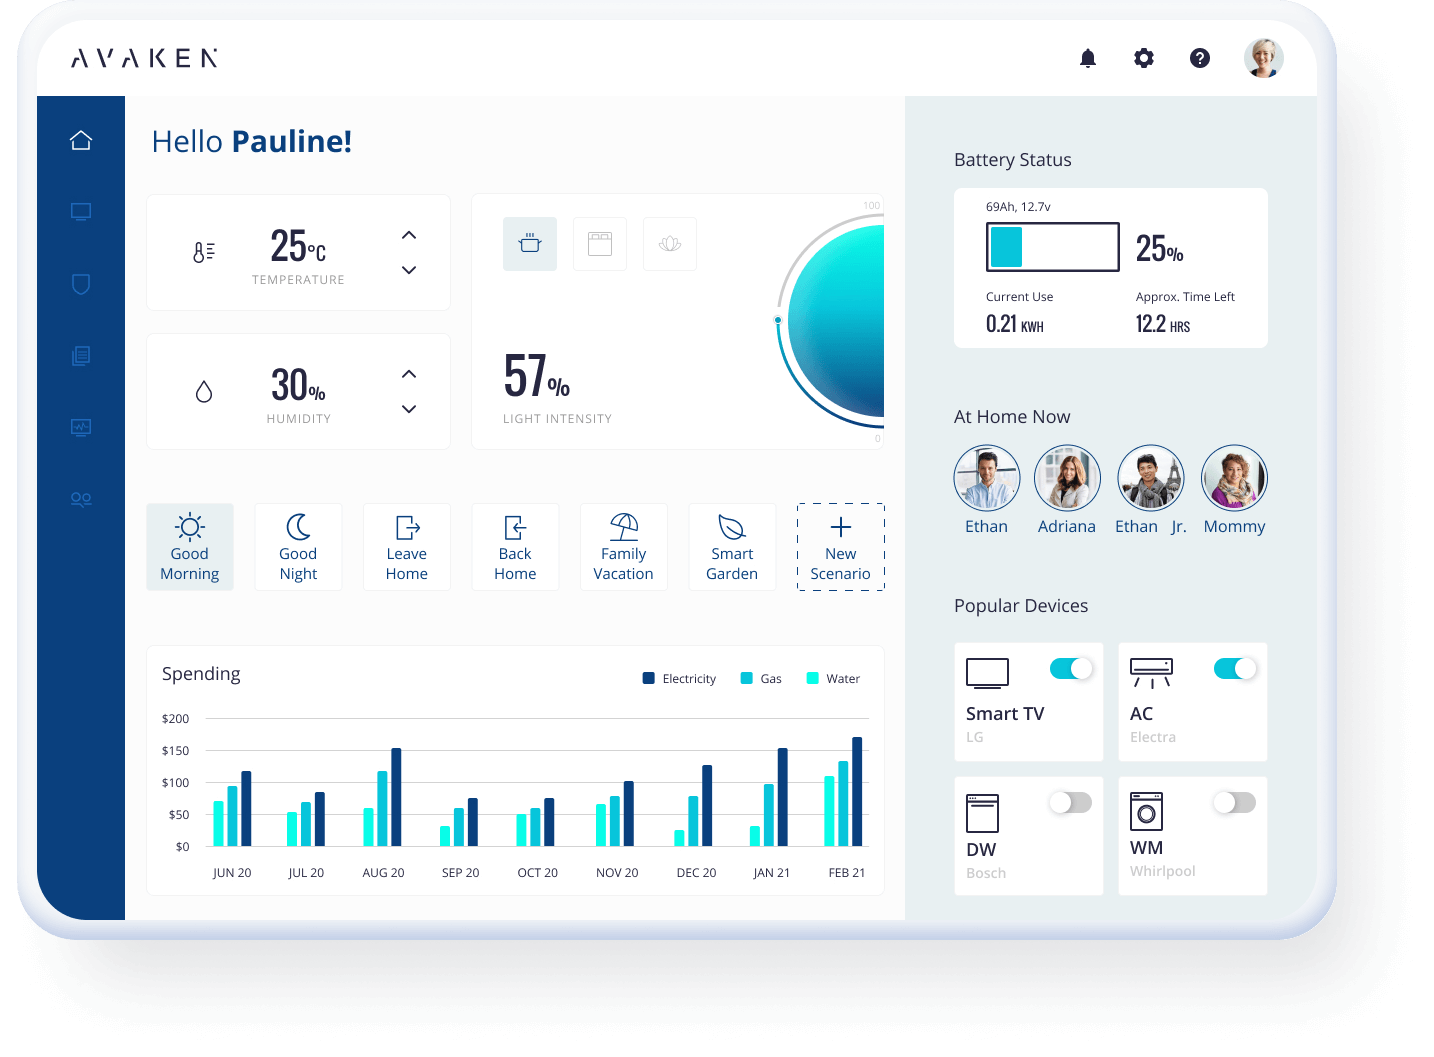 AVAKEN
Hello Pauline!
25°C
TEMPERATURE
30%
HUMIDITY
100
57%
LIGHT INTENSITY
0
Good
Morning
Good
Night
Leave
Home
Back
Home
Family
Vacation
Smart
Garden
New
Scenario
Spending
Electricity
Gas
Water
$200
$150
$100
$50
$0
JUN 20
JUL 20
AUG 20
SEP 20
OCT 20
NOV 20
DEC 20
JAN 21
FEB 21
Battery Status
69Ah, 12.7v
25%
Current Use
0.21 KWH
Approx. Time Left
12.2 HRS
At Home Now
Ethan
Adriana
Ethan Jr.
Mommy
Popular Devices
Smart TV
LG
AC
Electra
DW
Bosch
WM
Whirlpool